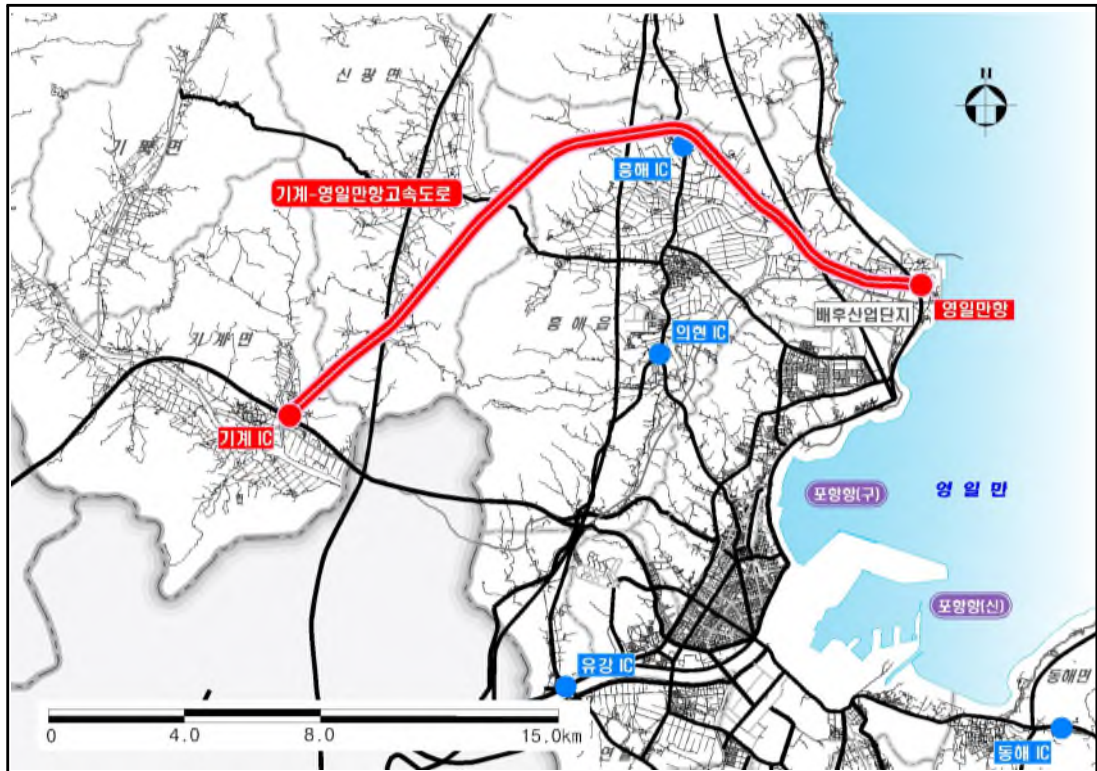 신광면
N
기북면
흥해 IC
기계-영일만항고속도로
배후산업단지
영일만항
흥해읍
의현 IC
기계면
기계 IC
포항항(구)
영일만
포항항(신)
유강 IC
동해면
0 4.0 8.0 15.0km
면
동해 IC